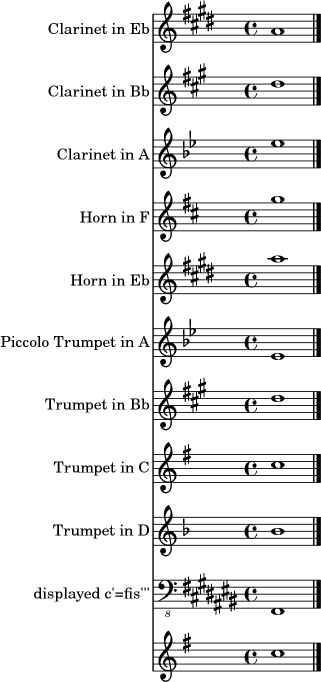 Clarinet in Eb
Clarinet in Bb
Clarinet in A
Horn in F
Horn in Eb
Piccolo Trumpet in A
Trumpet in Bb
Trumpet in C
Trumpet in D
displayed c'=fis'''
8